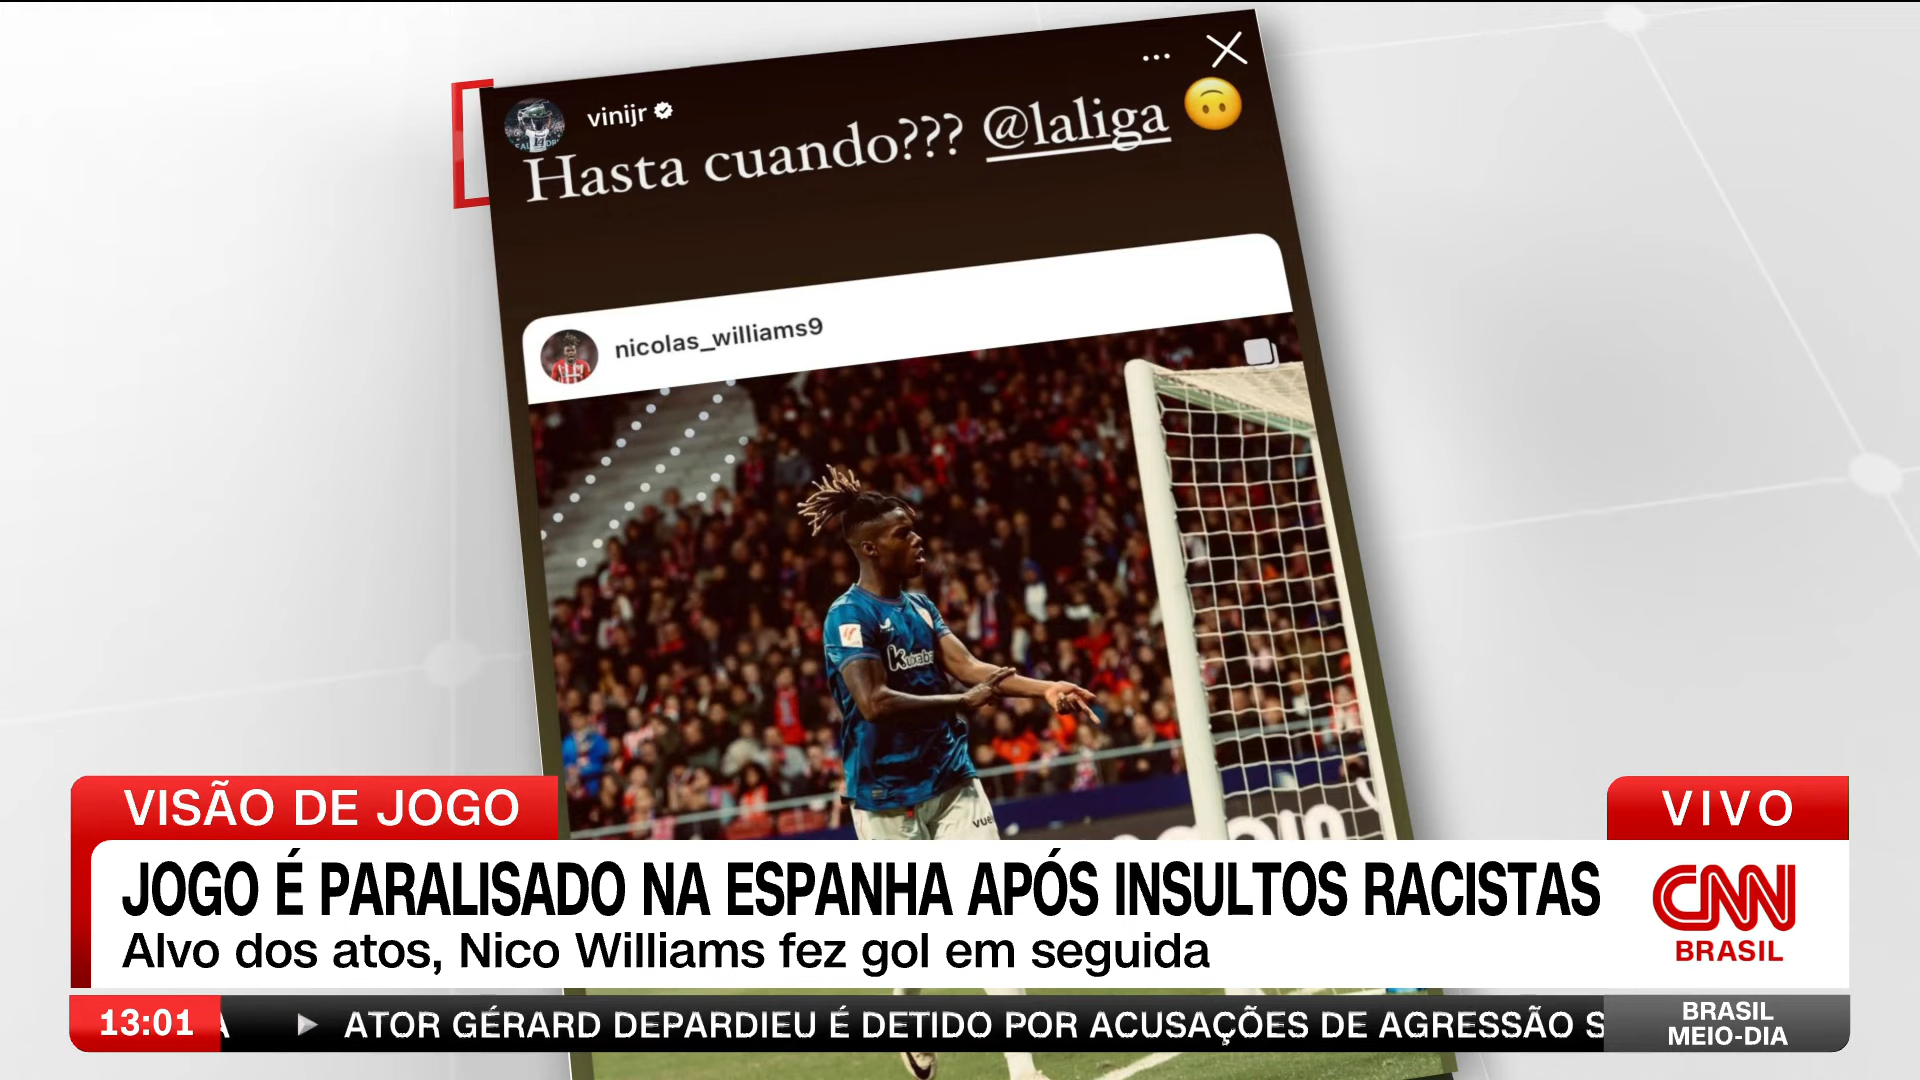 vinijr
Hasta cuando??? @laliga
nicolas_williams9
VISÃO DE JOGO
VIVO
JOGO É PARALISADO NA ESPANHA APÓS INSULTOS RACISTAS
Alvo dos atos, Nico Williams fez gol em seguida
CNN
BRASIL
13:01
ATOR GÉRARD DEPARDIEU É DETIDO POR ACUSAÇÕES DE AGRESSÃO S
BRASIL
MEIO-DIA